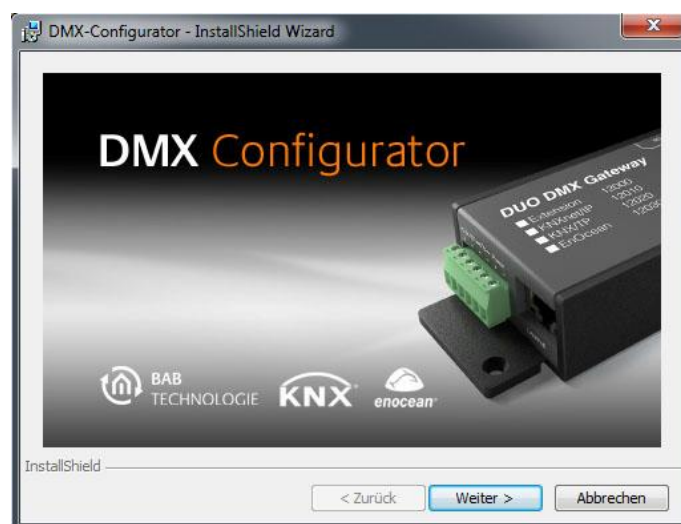 DMX-Configurator - InstallShield Wizard
DMX Configurator
DUO DMX Gateway
Extension 12000
KNXnet/IP 12010
KNX/TP 12020
EnOcean 12030
BAB
TECHNOLOGIE
KNX
enocean
InstallShield
< Zurück
Weiter >
Abbrechen